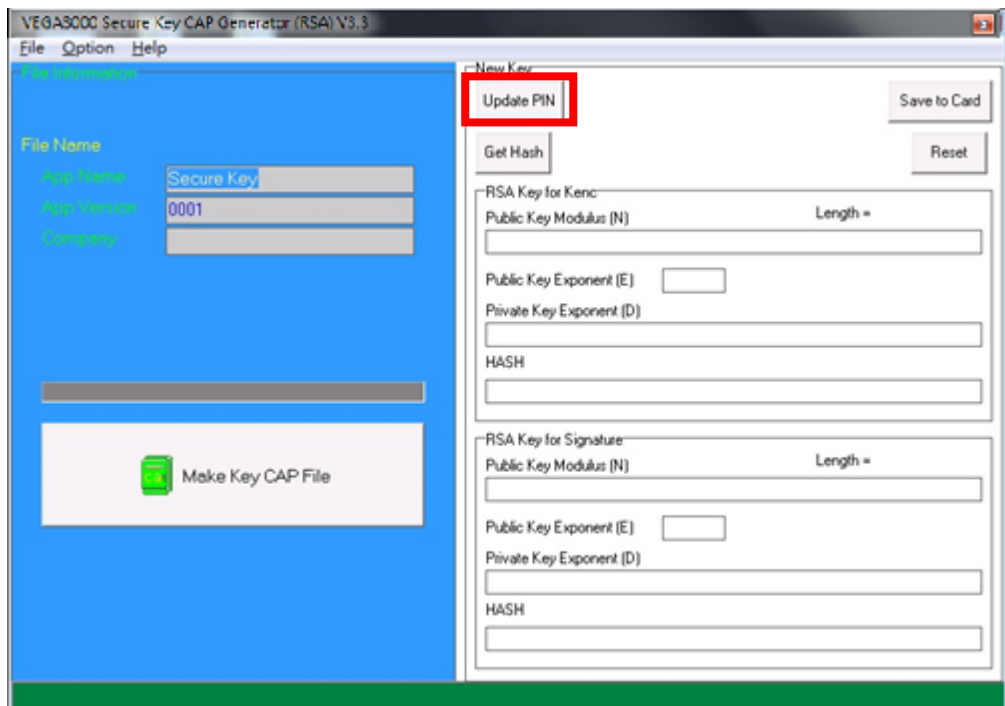 VEGA3000 Secure Key CAP Generator (RSA) V3.3
File Option Help
File Information
File Name
App Name Secure Key
App Version 0001
Company
Make Key CAP File
New Key
Update PIN Save to Card
Get Hash Reset
RSA Key for Kenc
Public Key Modulus (N) Length =
Public Key Exponent (E)
Private Key Exponent (D)
HASH
RSA Key for Signature
Public Key Modulus (N) Length =
Public Key Exponent (E)
Private Key Exponent (D)
HASH